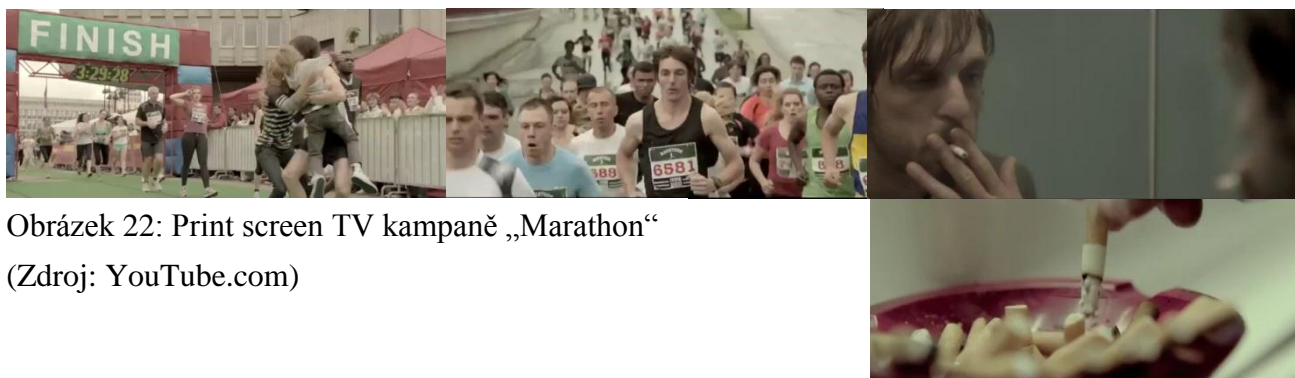 FINISH
3:29:28
6581
Obrázek 22: Print screen TV kampaně „Marathon“
(Zdroj: YouTube.com)